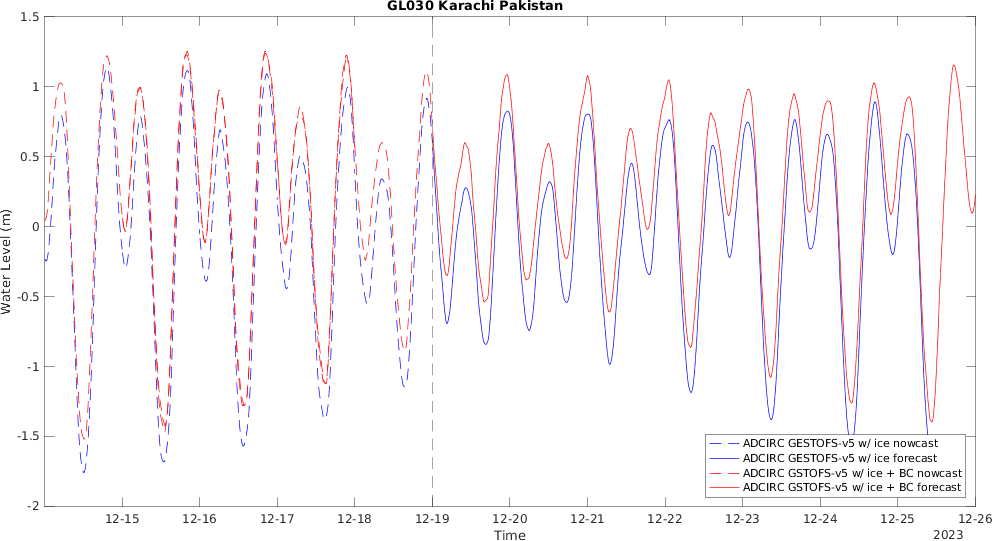 GL030 Karachi Pakistan
1.5
1
0.5
0
-0.5
-1
-1.5
-2
Water Level (m)
12-15 12-16 12-17 12-18 12-19 12-20 12-21 12-22 12-23 12-24 12-25 12-26
Time
2023
ADCIRC GESTOFS-v5 w/ ice nowcast
ADCIRC GESTOFS-v5 w/ ice forecast
ADCIRC GSTOFS-v5 w/ ice + BC nowcast
ADCIRC GSTOFS-v5 w/ ice + BC forecast